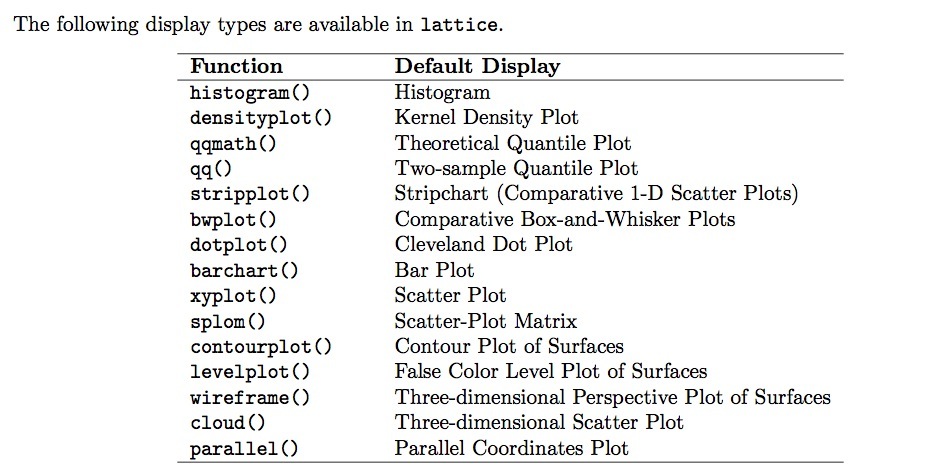 The following display types are available in lattice.
Function Default Display
histogram() Histogram
densityplot() Kernel Density Plot
qqmath() Theoretical Quantile Plot
qq() Two-sample Quantile Plot
stripplot() Stripchart (Comparative 1-D Scatter Plots)
bwplot() Comparative Box-and-Whisker Plots
dotplot() Cleveland Dot Plot
barchart() Bar Plot
xyplot() Scatter Plot
splom() Scatter-Plot Matrix
contourplot() Contour Plot of Surfaces
levelplot() False Color Level Plot of Surfaces
wireframe() Three-dimensional Perspective Plot of Surfaces
cloud() Three-dimensional Scatter Plot
parallel() Parallel Coordinates Plot